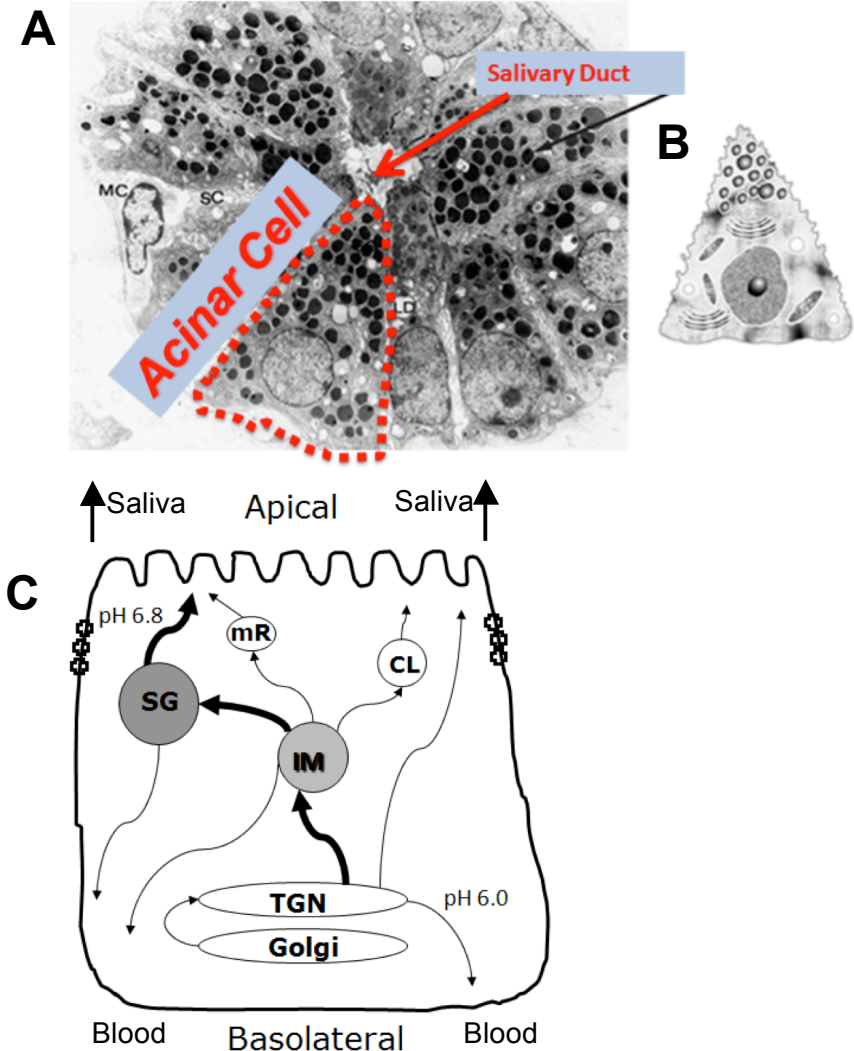 A
Salivary Duct
B
MC
SC
Acinar Cell
LD
Saliva
Apical
Saliva
C
pH 6.8
mR
CL
SG
IM
TGN
pH 6.0
Golgi
Blood
Basolateral
Blood